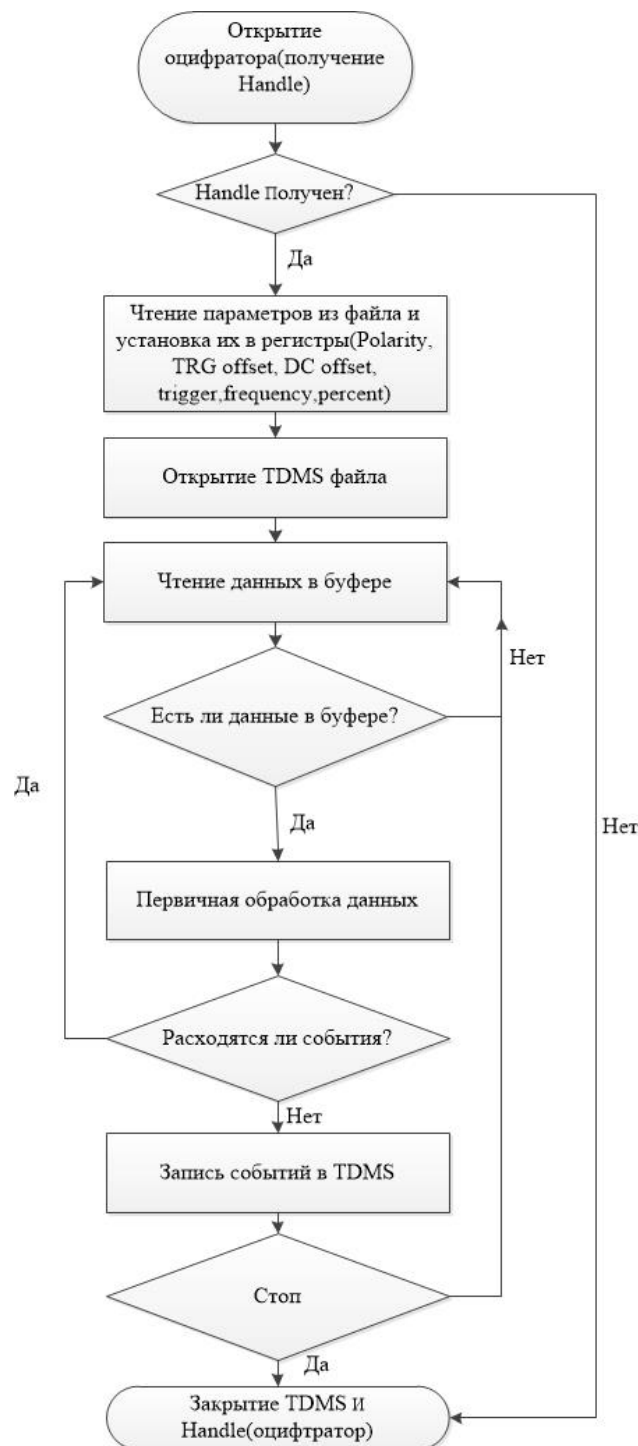 Открытие
оцифратора(получение
Handle)
Handle Получен?
Да
Чтение параметров из файла и
установка их в регистры(Polarity,
TRG offset, DC offset,
trigger,frequency,percent)
Открытие TDMS файла
Чтение данных в буфере
Нет
Есть ли данные в буфере?
Да
Да
Нет
Первичная обработка данных
Расходятся ли события?
Нет
Запись событий в TDMS
Стоп
Да
Закрытие TDMS И
Handle(оцифтратор)